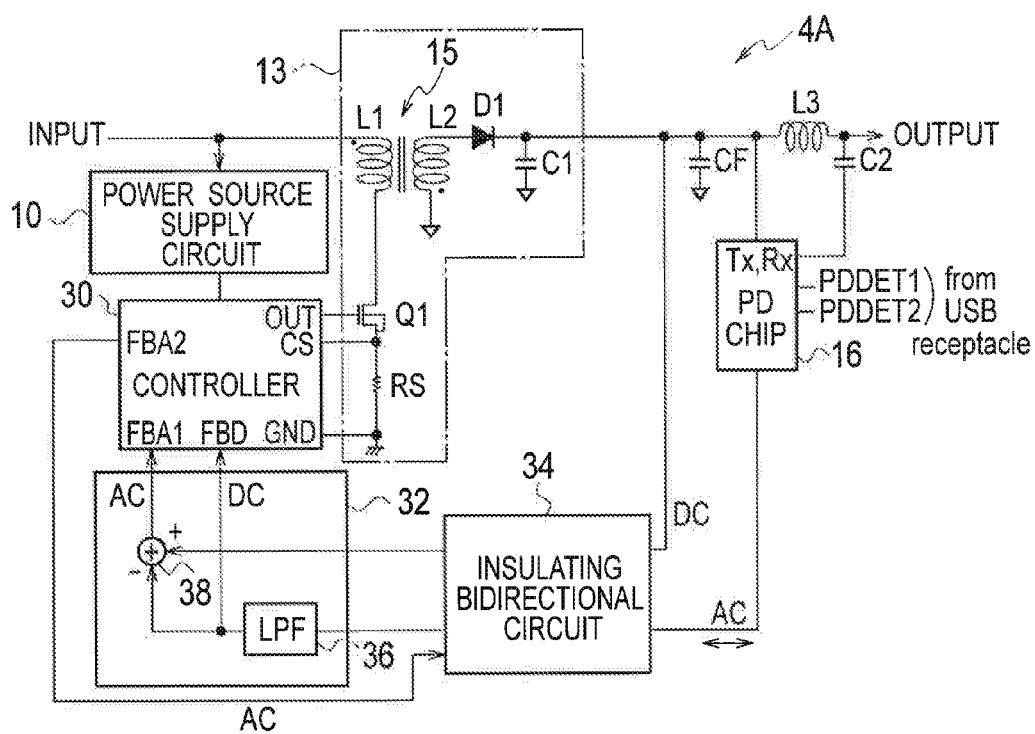 4A
13
15
L1
L2
D1
L3
INPUT
OUTPUT
C1
CF
C2
POWER SOURCE
SUPPLY
CIRCUIT
10
Tx, Rx
PD
CHIP
PDDET1
PDDET2
from
USB
receptacle
16
30
OUT
Q1
FBA2
CS
CONTROLLER
RS
FBA1
FBD
GND
AC
DC
32
34
DC
+
+
-
38
INSULATING
BIDIRECTIONAL
CIRCUIT
AC
LPF
36
AC